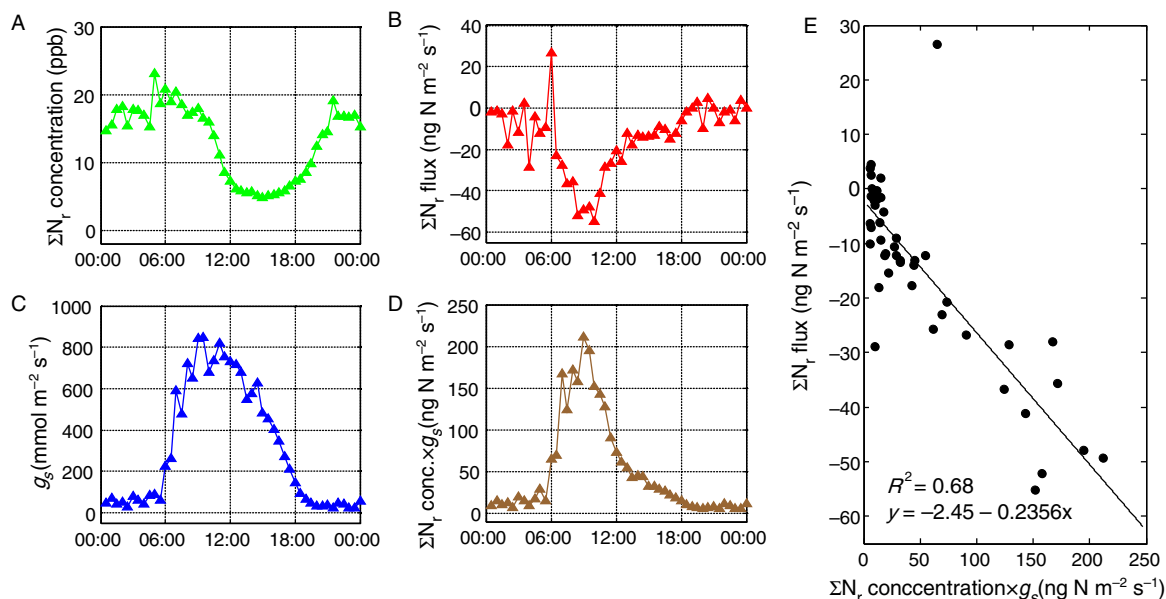 A
ΣNr concentration (ppb)
30
20
10
0
00:00 06:00 12:00 18:00 00:00
B
ΣNr flux (ng N m−2 s−1)
40
20
0
−20
−40
−60
00:00 06:00 12:00 18:00 00:00
C
gs(mmol m−2 s−1)
1000
800
600
400
200
0
00:00 06:00 12:00 18:00 00:00
D
ΣNr conc.×gs(ng N m−2 s−1)
250
200
150
100
50
0
00:00 06:00 12:00 18:00 00:00
E
ΣNr flux (ng N m−2 s−1)
30
20
10
0
−10
−20
−30
−40
−50
−60
R2 = 0.68
y = −2.45 − 0.2356x
0 50 100 150 200 250
ΣNr conccentration×gs(ng N m−2 s−1)